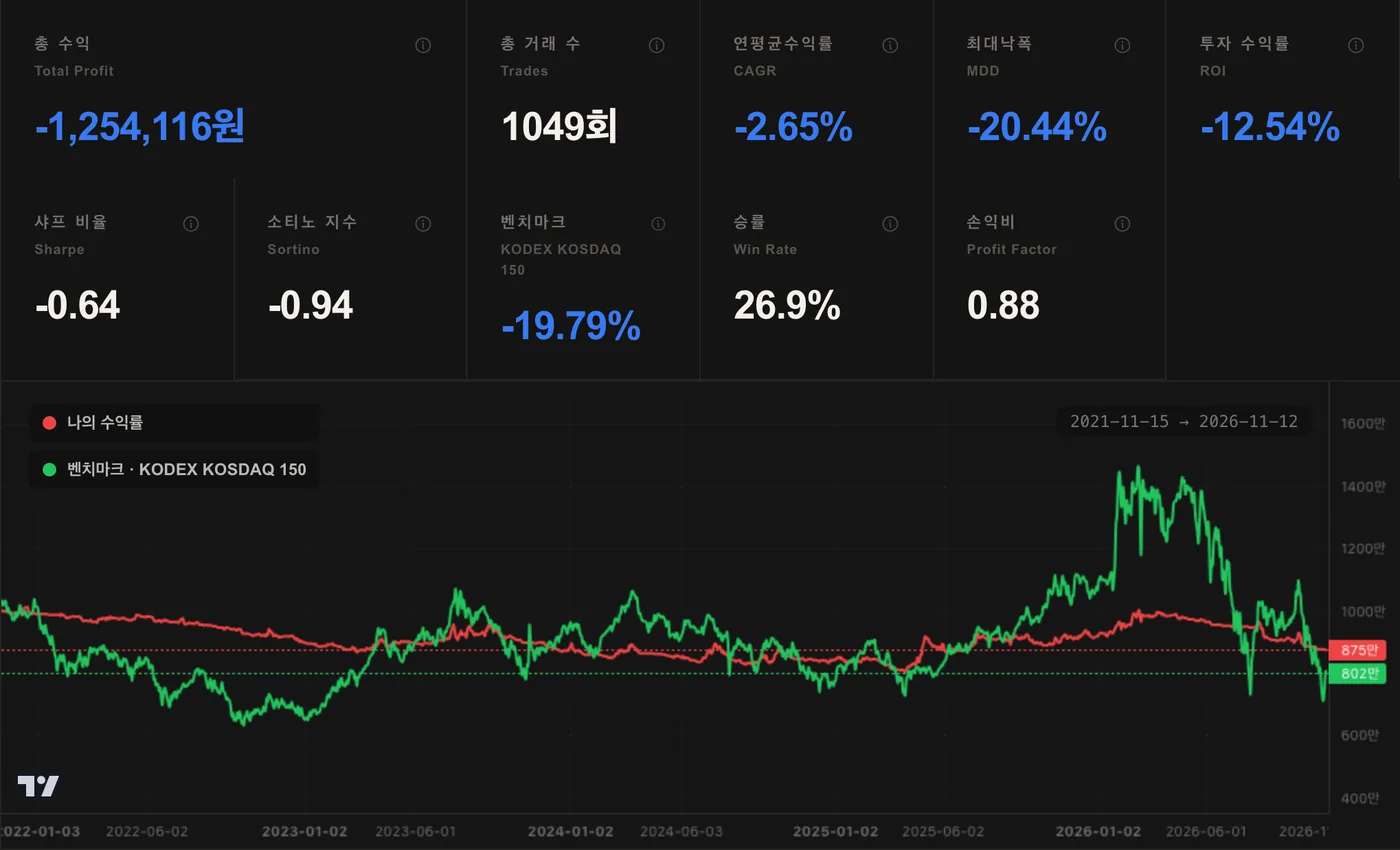 총 수익
Total Profit
-1,254,116원
총 거래 수
Trades
1049회
연평균수익률
CAGR
-2.65%
최대낙폭
MDD
-20.44%
투자 수익률
ROI
-12.54%
샤프 비율
Sharpe
-0.64
소티노 지수
Sortino
-0.94
벤치마크
KODEX KOSDAQ
150
-19.79%
승률
Win Rate
26.9%
손익비
Profit Factor
0.88
나의 수익률
벤치마크 · KODEX KOSDAQ 150
2021-11-15 → 2026-11-12
1600만
1400만
1200만
1000만
875만
802만
600만
400만
2022-01-03
2022-06-02
2023-01-02
2023-06-01
2024-01-02
2024-06-03
2025-01-02
2025-06-02
2026-01-02
2026-06-01
2026-1